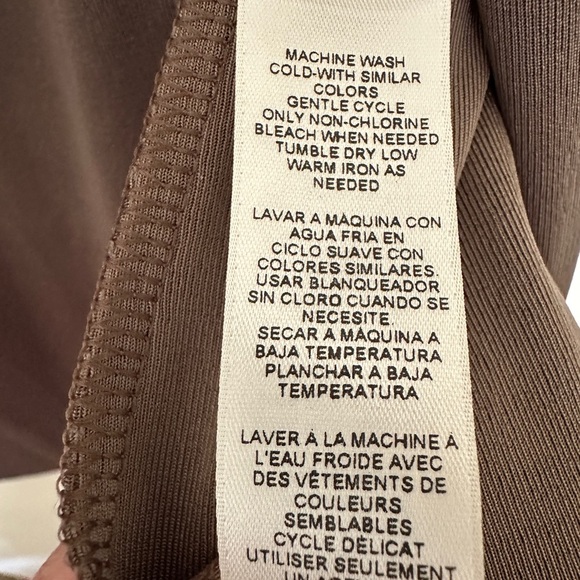 MACHINE WASH
COLD-WITH SIMILAR
COLORS
GENTLE CYCLE
ONLY NON-CHLORINE
BLEACH WHEN NEEDED
TUMBLE DRY LOW
WARM IRON AS
NEEDED
LAVAR A MÁQUINA CON
AGUA FRIA EN
CICLO SUAVE CON
COLORES SIMILARES.
USAR BLANQUEADOR
SIN CLORO CUANDO SE
NECESITE
SECAR A MÁQUINA A
BAJA TEMPERATURA
PLANCHAR A BAJA
TEMPERATURA
LAVER À LA MACHINE À
L'EAU FROIDE AVEC
DES VÊTEMENTS DE
COULEURS
SEMBLABLES
CYCLE DÉLICAT
UTILISER SEULEMENT